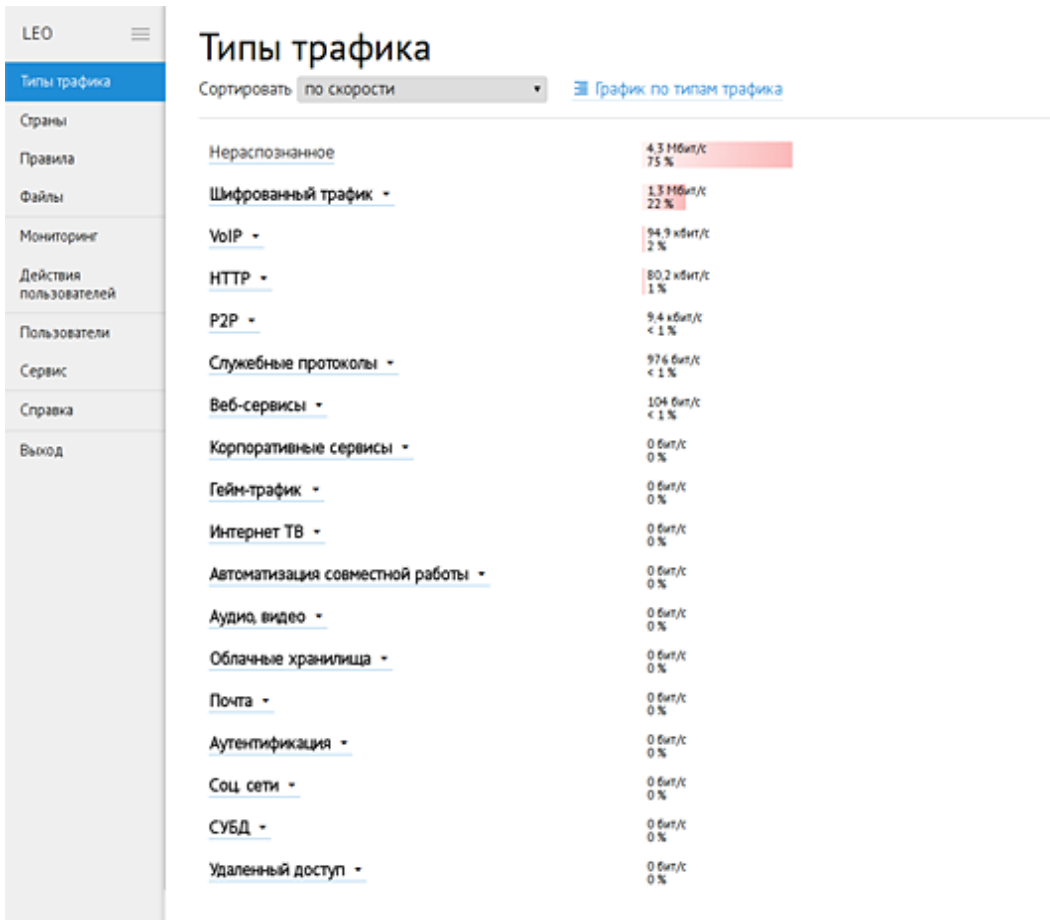 LEO
Типы трафика
Страны
Правила
Файлы
Мониторинг
Действия
пользователей
Пользователи
Сервис
Справка
Выход
Типы трафика
Сортировать по скорости
График по типам трафика
Нераспознанное
4,3 Мбит/с
75 %
Шифрованный трафик
1,3 Мбит/с
22 %
VoIP
94,9 кбит/с
2 %
HTTP
80,2 кбит/с
1 %
P2P
9,4 кбит/с
< 1 %
Служебные протоколы
976 бит/с
< 1 %
Веб-сервисы
104 бит/с
< 1 %
Корпоративные сервисы
0 бит/с
0 %
Гейм-трафик
0 бит/с
0 %
Интернет ТВ
0 бит/с
0 %
Автоматизация совместной работы
0 бит/с
0 %
Аудио, видео
0 бит/с
0 %
Облачные хранилища
0 бит/с
0 %
Почта
0 бит/с
0 %
Аутентификация
0 бит/с
0 %
Соц. сети
0 бит/с
0 %
СУБД
0 бит/с
0 %
Удаленный доступ
0 бит/с
0 %